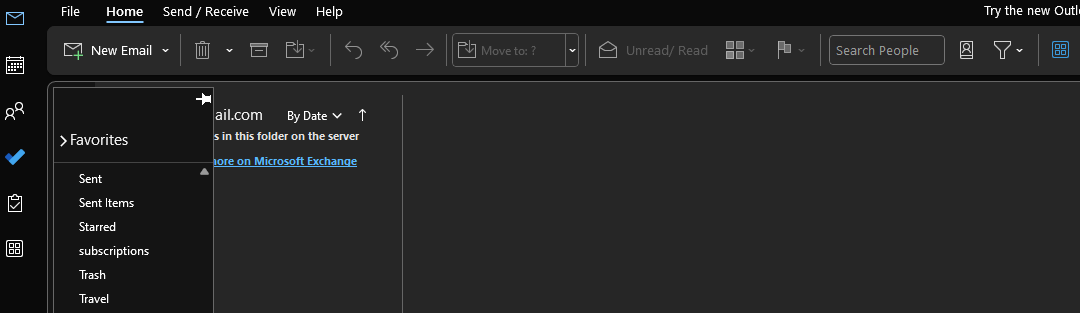 File Home Send / Receive View Help Try the new Outlo
New Email Move to: ? Unread/ Read Search People
ail.com By Date
Favorites
s in this folder on the server
ore on Microsoft Exchange
Sent
Sent Items
Starred
subscriptions
Trash
Travel